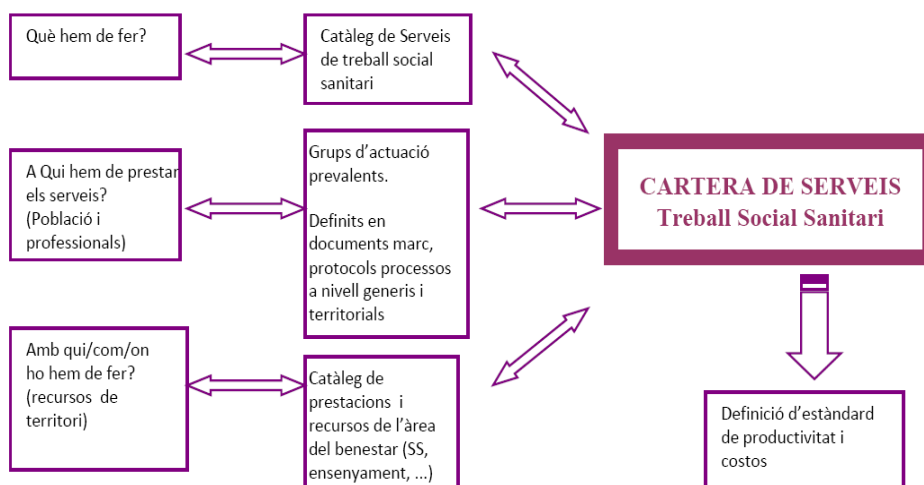 Què hem de fer?
Catàleg de Serveis
de treball social
sanitari
A Qui hem de prestar
els serveis?
(Població i
professionals)
Grups d'actuació
prevalents.
Definits en
documents marc,
protocols processos
a nivell generis i
territorials
CARTERA DE SERVEIS
Treball Social Sanitari
Amb qui/com/on
ho hem de fer?
(recursos de
territori)
Catàleg de
prestacions i
recursos de l'àrea
del benestar (SS,
ensenyament, ...)
Definició d'estàndard
de productivitat i
costos